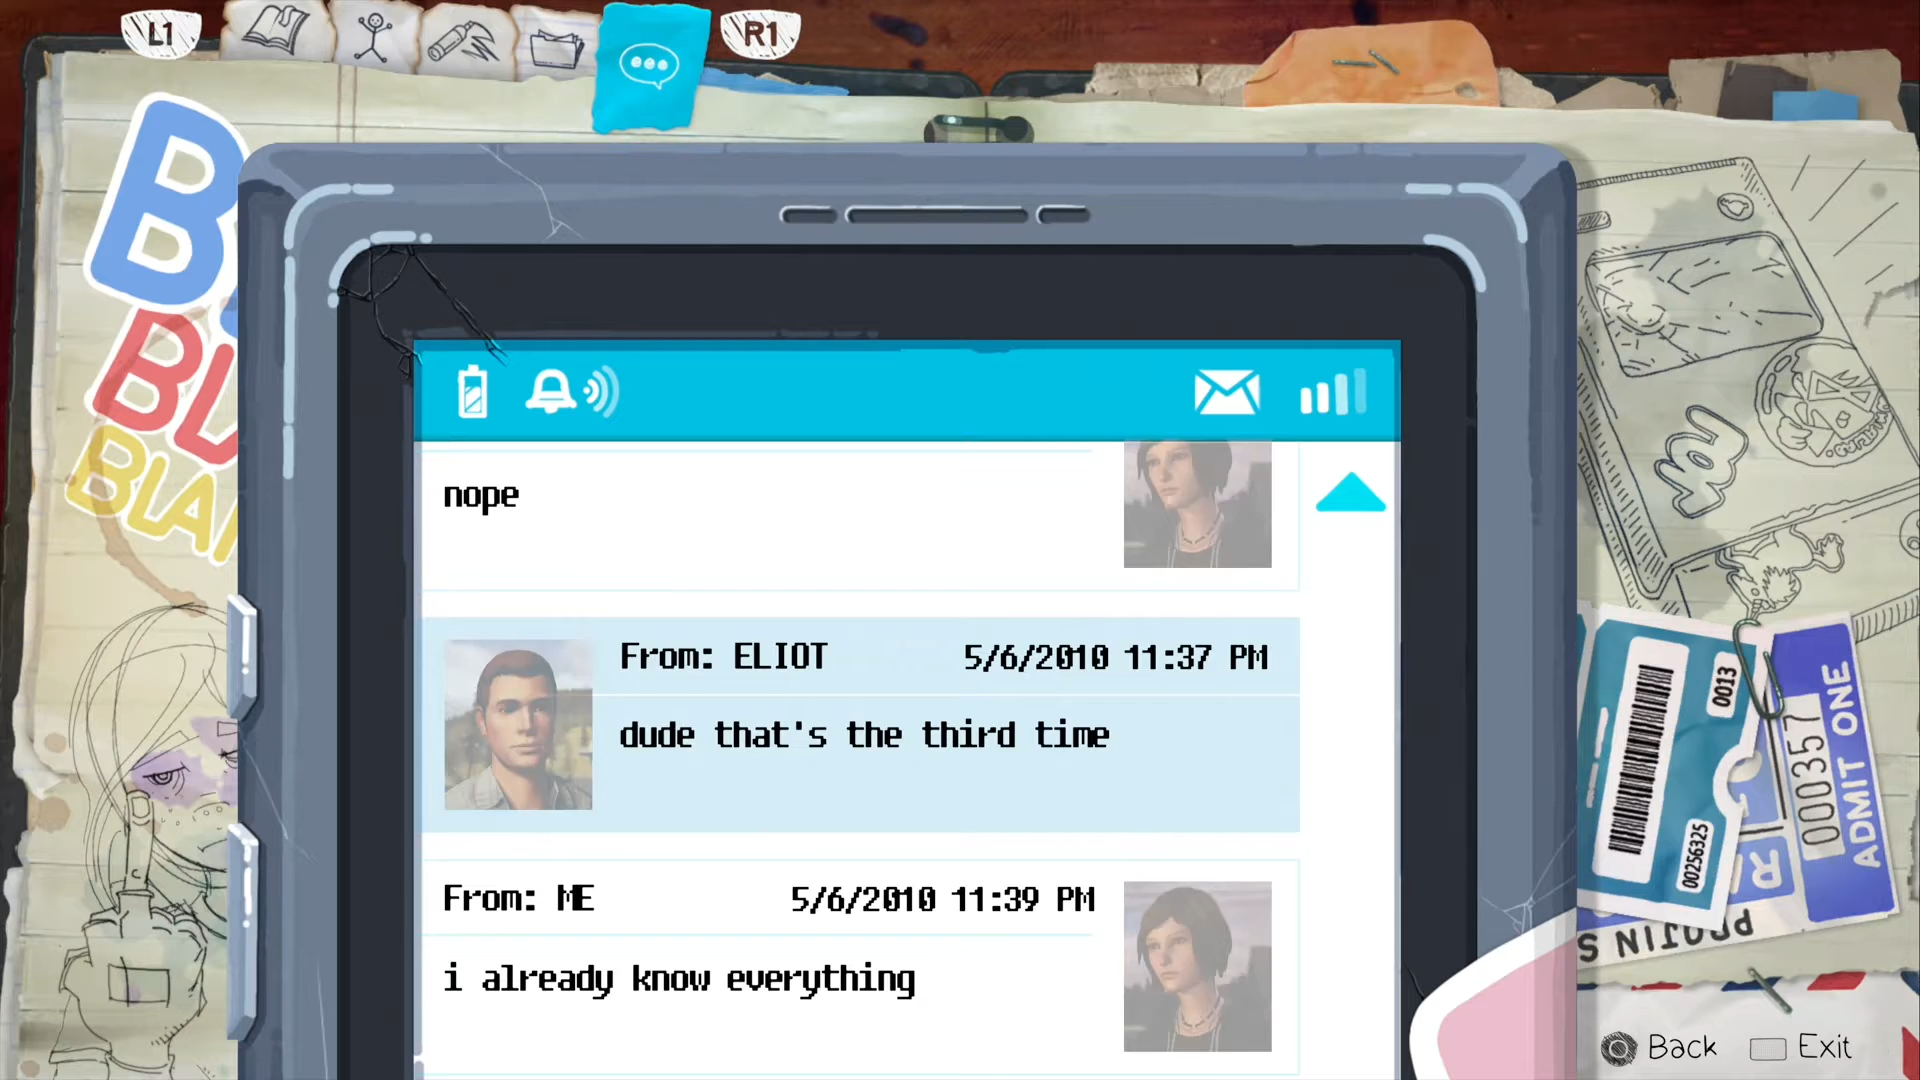 L1
R1
nope
From: ELIOT 5/6/2010 11:37 PM
dude that's the third time
From: ME 5/6/2010 11:39 PM
i already know everything
0013
00256325
000357
ADMIT ONE
Back
Exit